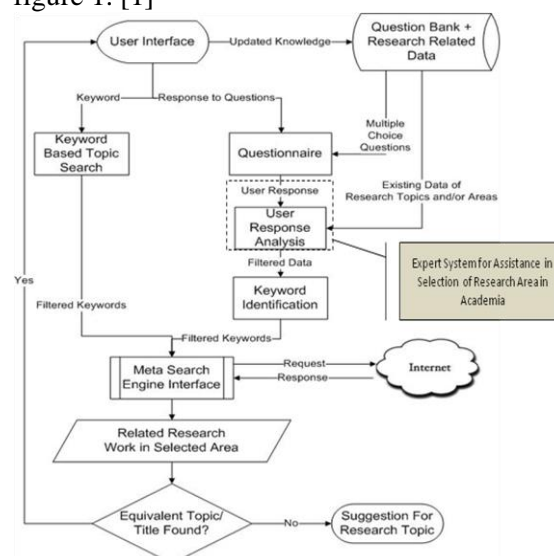 figure 1. [1]
User Interface
Updated Knowledge
Question Bank +
Research Related
Data
Keyword
Response to Questions
Multiple
Choice
Questions
Keyword
Based Topic
Search
Questionnaire
User Response
Existing Data of
Research Topics and/or Areas
User
Response
Analysis
Yes
Filtered Data
Expert System for Assistance in
Selection of Research Area in
Academia
Filtered Keywords
Keyword
Identification
Filtered Keywords
Meta Search
Engine Interface
Request
Response
Internet
Related Research
Work in Selected Area
Equivalent Topic/
Title Found?
No
Suggestion For
Research Topic